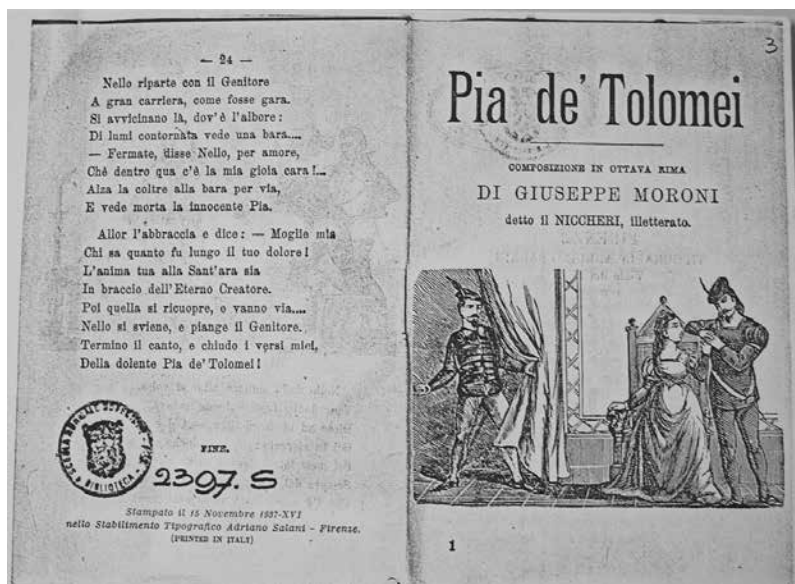 — 24 —
Nello riparte con il Genitore
A gran carriera, come fosse gara.
Si avvicinano là, dov'è l'albore:
Di lumi contornata vede una bara....
— Fermate, disse Nello, per amore,
Chè dentro qua c'è la mia gioia cara!...
Alza la coltre alla bara per via,
E vede morta la innocente Pia.
Allor l'abbraccia e dice: — Moglie mia
Chi sa quanto fu lungo il tuo dolore!
L'anima tua alla Sant'ara sia
In braccio dell'Eterno Creatore.
Poi quella si ricuopre, e vanno via....
Nello si sviene, e piange il Genitore.
Termino il canto, e chiudo i versi miei,
Della dolente Pia de' Tolomei!
FINE.
BIBLIOTECA
2307. S
Stampato il 15 Novembre 1937-XVI
nello Stabilimento Tipografico Adriano Salani - Firenze.
(PRINTED IN ITALY)
3
Pia de' Tolomei
COMPOSIZIONE IN OTTAVA RIMA
DI GIUSEPPE MORONI
detto il NICCHERI, illetterato.
1